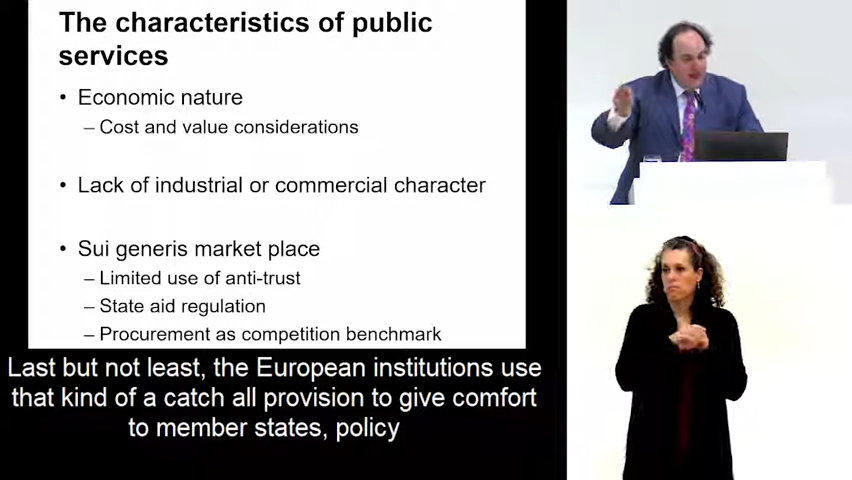 The characteristics of public
services
• Economic nature
– Cost and value considerations
• Lack of industrial or commercial character
• Sui generis market place
– Limited use of anti-trust
– State aid regulation
– Procurement as competition benchmark
Last but not least, the European institutions use
that kind of a catch all provision to give comfort
to member states, policy